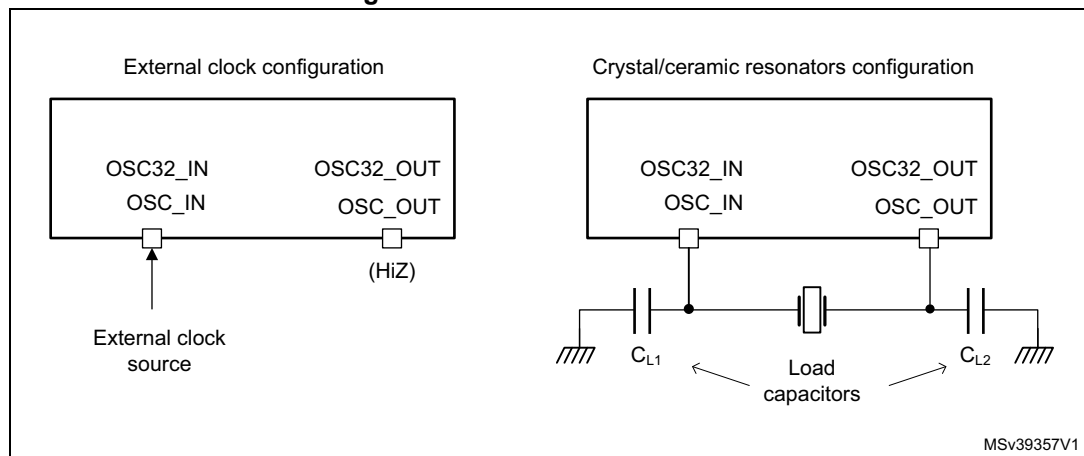 External clock configuration
OSC32_IN OSC32_OUT
OSC_IN OSC_OUT
(HiZ)
External clock
source
Crystal/ceramic resonators configuration
OSC32_IN OSC32_OUT
OSC_IN OSC_OUT
CL1
Load
capacitors
CL2
MSv39357V1